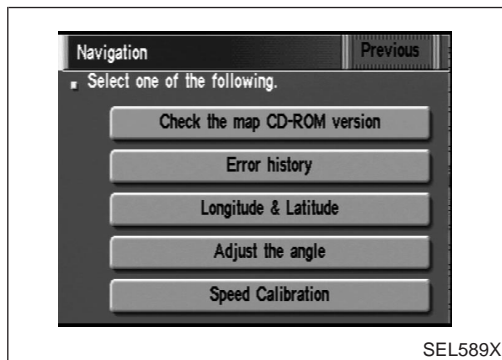 Navigation
Previous
Select one of the following.
Check the map CD-ROM version
Error history
Longitude & Latitude
Adjust the angle
Speed Calibration
SEL589X